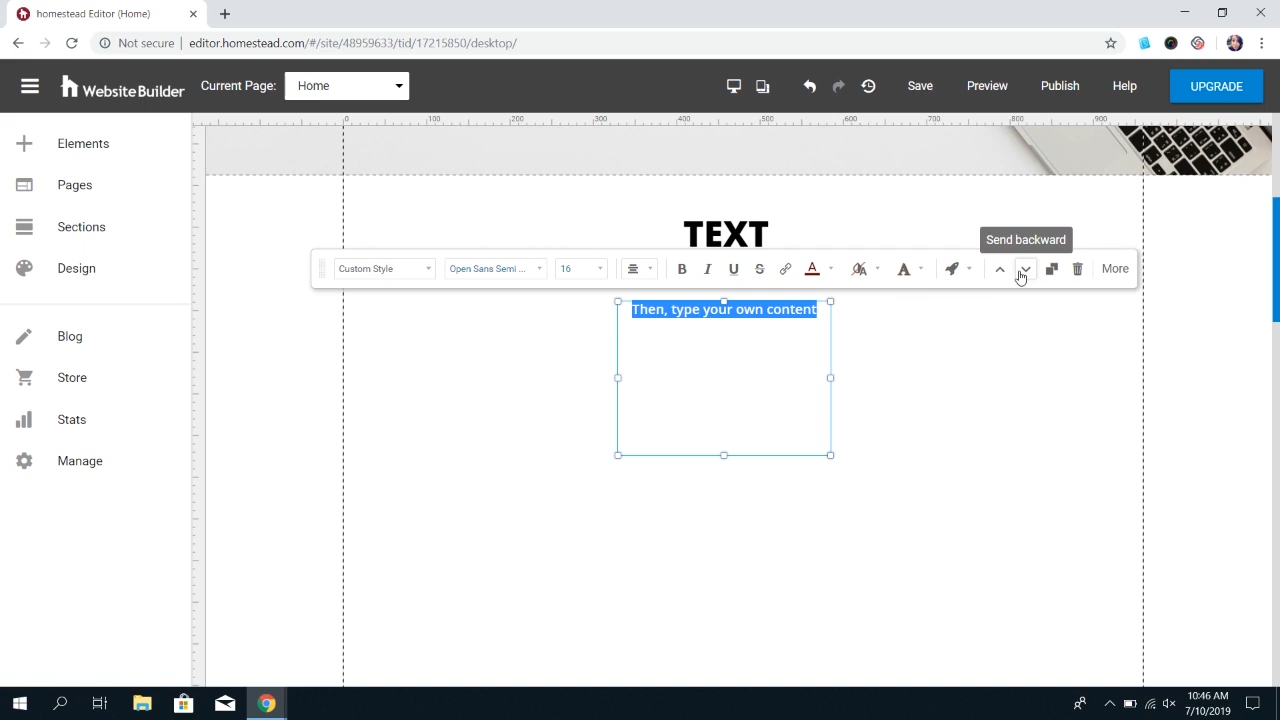 homestead Editor (Home)
Not secure editor.homestead.com/#/site/48959633/tid/17215850/desktop/
WebsiteBuilder Current Page: Home Save Preview Publish Help UPGRADE
0 100 200 300 400 500 600 700 800 900
Elements
Pages
Sections
Design
Blog
Store
Stats
Manage
TEXT
Send backward
Custom Style Open Sans Semi ... 16 B I U S A A More
Then, type your own content
10:46 AM
7/10/2019